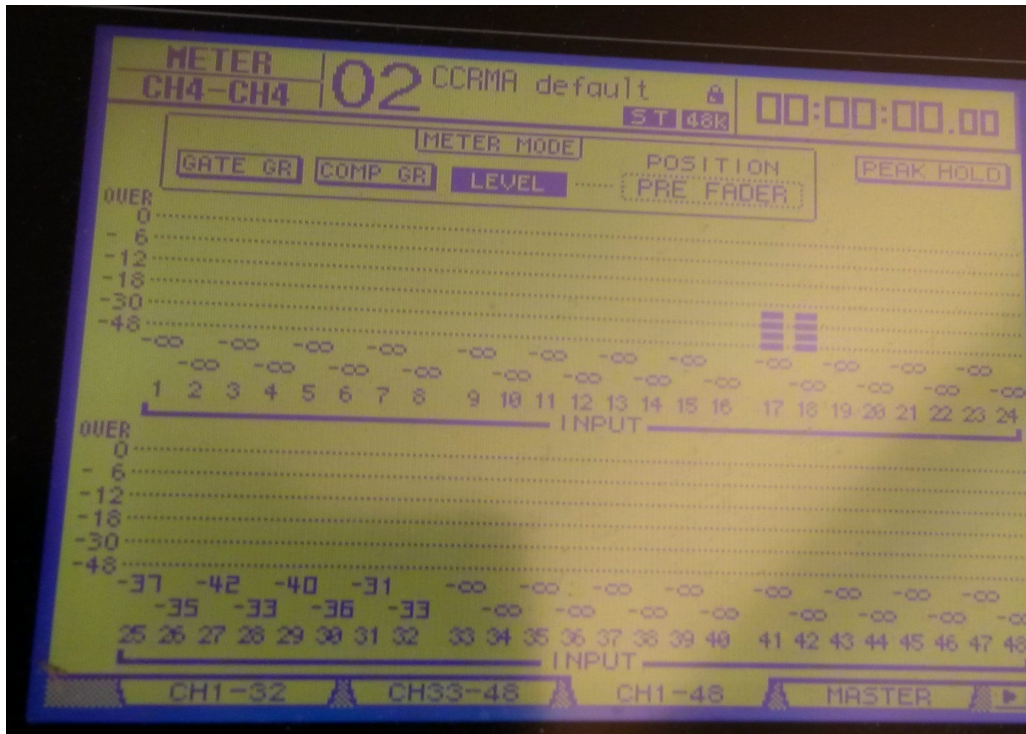 METER 02 CCRMA default
CH4-CH4 ST 48K 00:00:00.00
METER MODE
GATE GR COMP GR LEVEL POSITION PRE FADER PEAK HOLD
OVER
0
- 6
-12
-18
-30
-48
-∞ -∞ -∞ -∞ -∞ -∞ -∞ -∞ -∞ -∞ -∞ -∞
-∞ -∞ -∞ -∞ -∞ -∞ -∞ -∞ -∞ -∞ -∞ -∞
1 2 3 4 5 6 7 8 9 10 11 12 13 14 15 16 17 18 19 20 21 22 23 24
INPUT
OVER
0
- 6
-12
-18
-30
-48
-37 -42 -40 -31 -∞ -∞ -∞ -∞ -∞ -∞ -∞ -∞
-35 -33 -36 -33 -∞ -∞ -∞ -∞ -∞ -∞ -∞ -∞
25 26 27 28 29 30 31 32 33 34 35 36 37 38 39 40 41 42 43 44 45 46 47 48
INPUT
CH1-32 CH33-48 CH1-48 MASTER